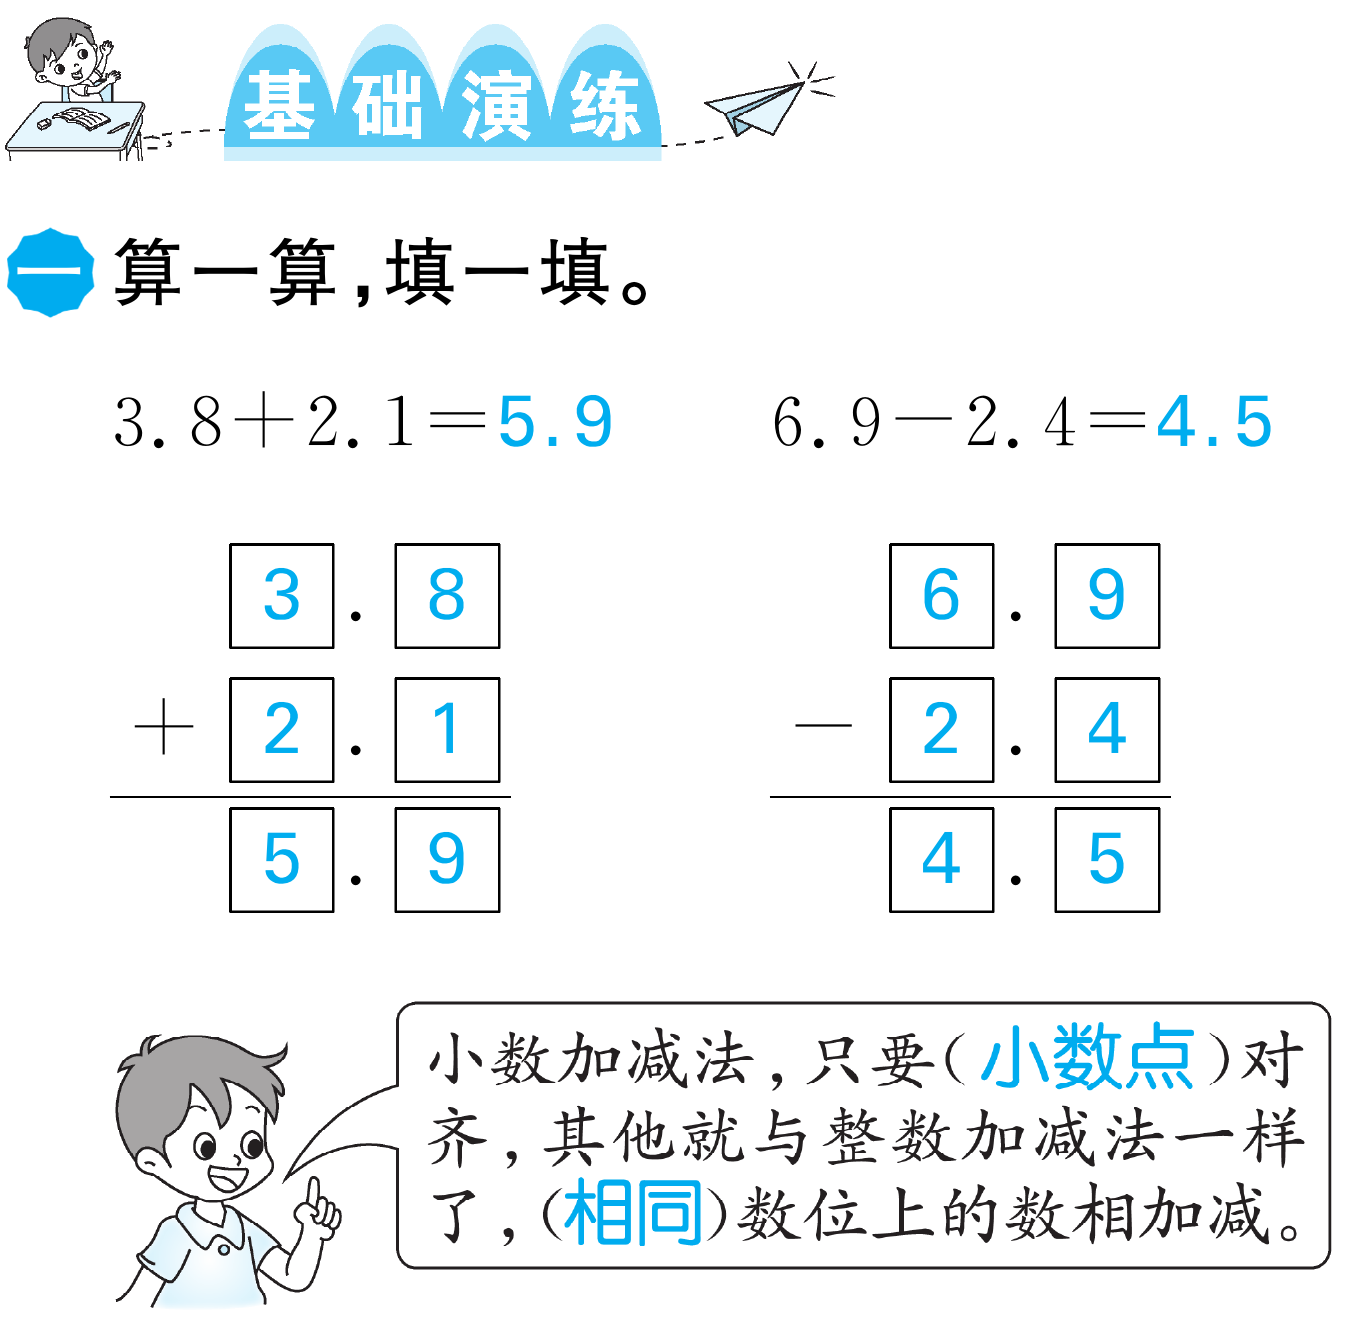 基础演练
一 算一算,填一填。
3.8+2.1=5.9 6.9-2.4=4.5
3.8 6.9
+2.1 -2.4
5.9 4.5
小数加减法,只要(小数点)对
齐,其他就与整数加减法一样
了,(相同)数位上的数相加减。